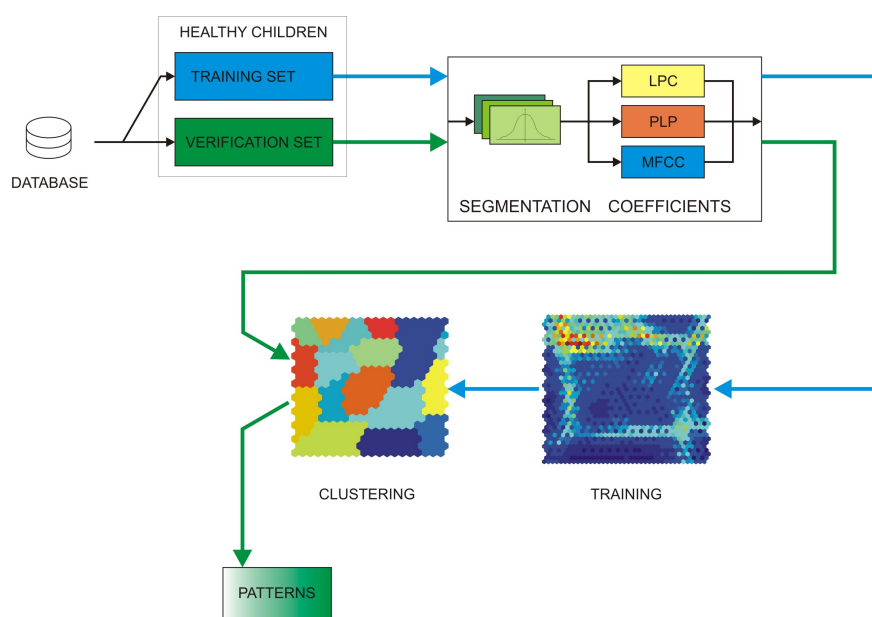 HEALTHY CHILDREN
TRAINING SET
VERIFICATION SET
DATABASE
LPC
PLP
MFCC
SEGMENTATION COEFFICIENTS
CLUSTERING
TRAINING
PATTERNS